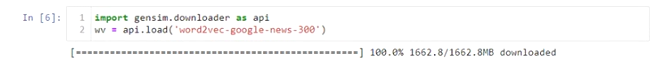 In [6]:
1 import gensim.downloader as api
2 wv = api.load('word2vec-google-news-300')
[==================================================] 100.0% 1662.8/1662.8MB downloaded